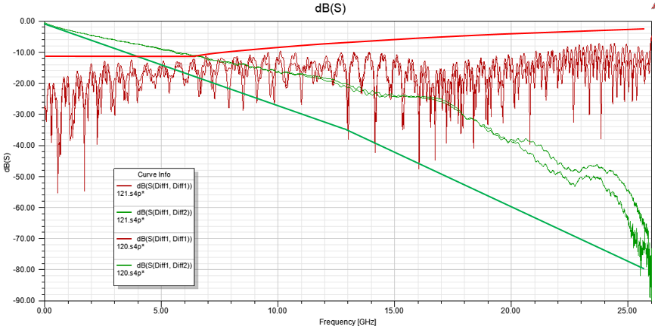 dB(S)
0.00
-10.00
-20.00
-30.00
-40.00
-50.00
-60.00
-70.00
-80.00
-90.00
dB(S)
Curve Info
dB(S(Diff1, Diff1))
121.s4p*
dB(S(Diff1, Diff2))
121.s4p*
dB(S(Diff1, Diff1))
120.s4p*
dB(S(Diff1, Diff2))
120.s4p*
0.00 5.00 10.00 15.00 20.00 25.00
Frequency [GHz]